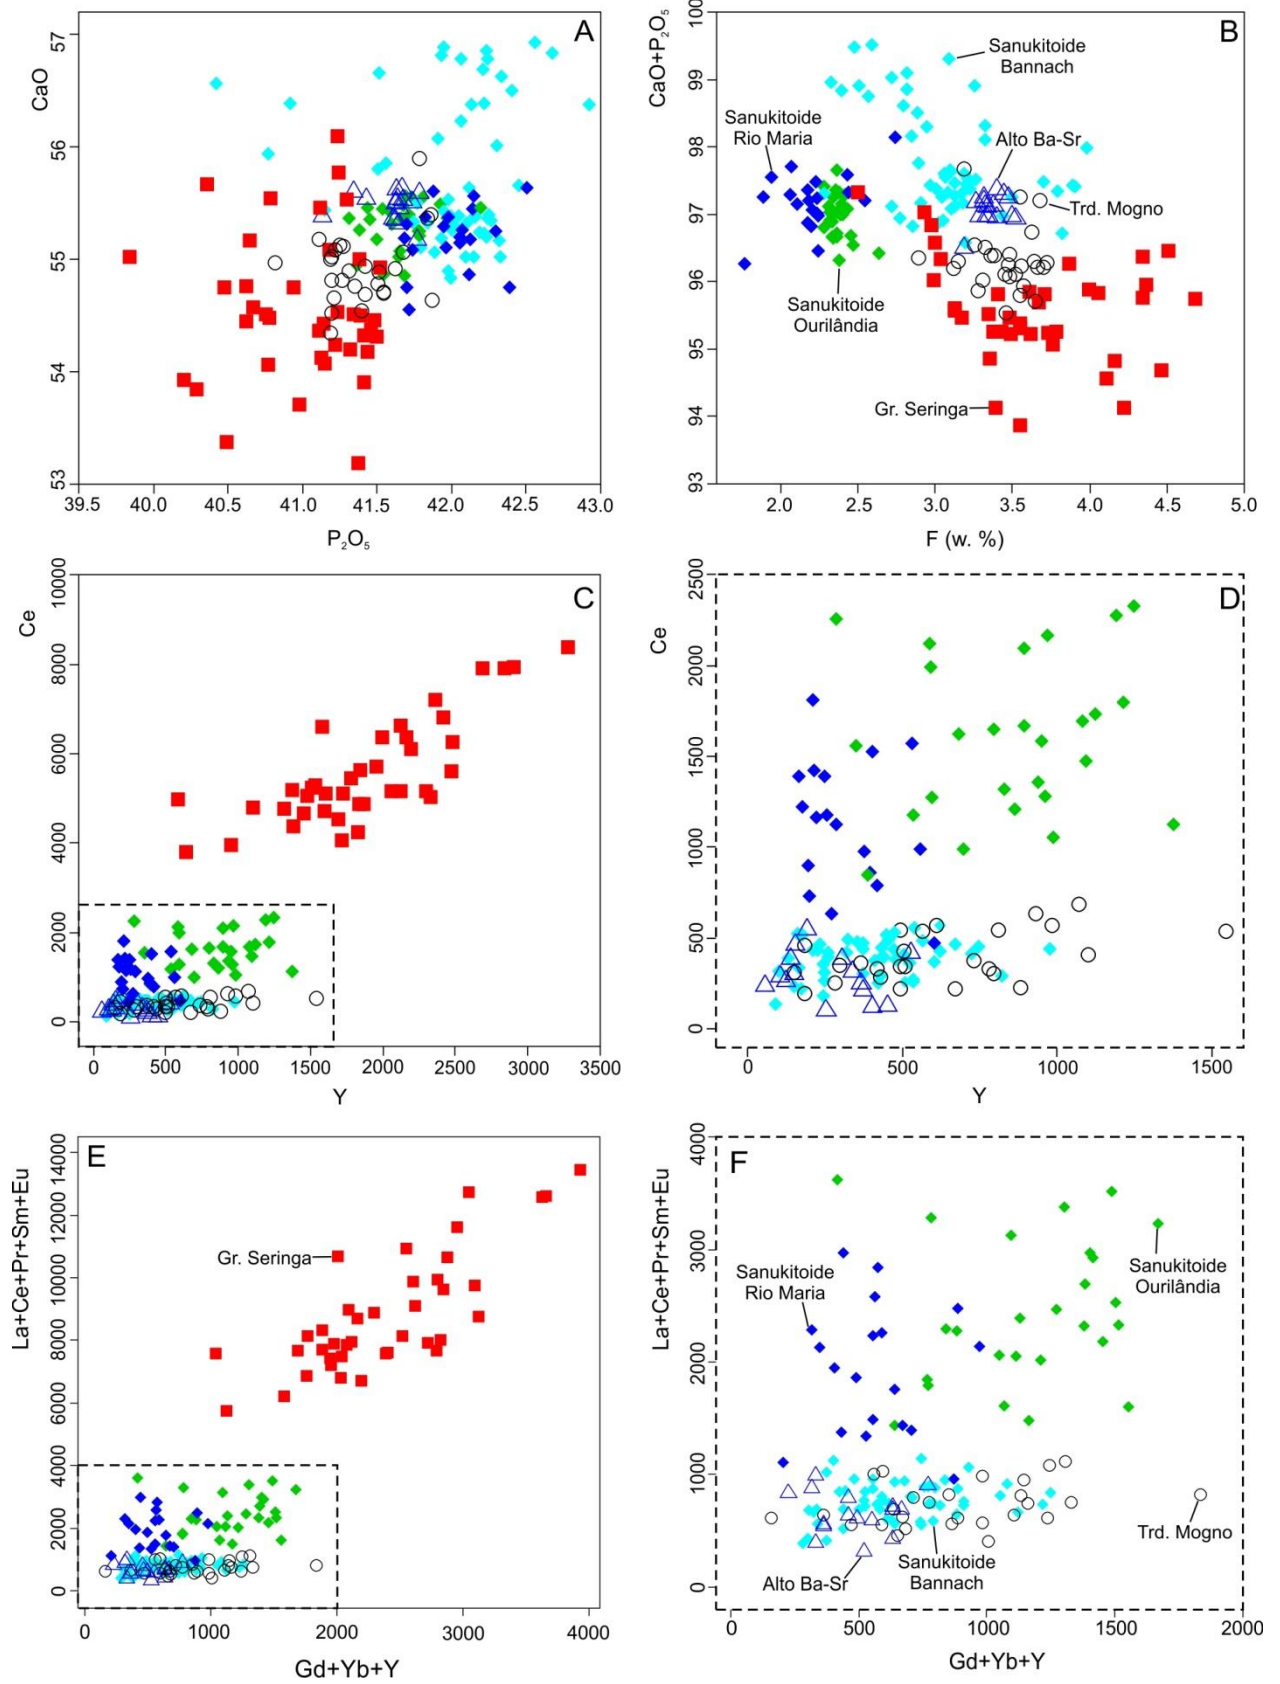 A
CaO
57
56
55
54
53
39.5
40.0
40.5
41.0
41.5
42.0
42.5
43.0
P2O5
B
CaO+P2O5
100
99
98
97
96
95
94
93
2.0
2.5
3.0
3.5
4.0
4.5
5.0
F (w. %)
Sanukitoide
Bannach
Sanukitoide
Rio Maria
Alto Ba-Sr
Trd. Mogno
Sanukitoide
Ourilândia
Gr. Seringa
C
Ce
10000
8000
6000
4000
2000
0
0
500
1000
1500
2000
2500
3000
3500
Y
D
Ce
2500
2000
1500
1000
500
0
0
500
1000
1500
Y
E
La+Ce+Pr+Sm+Eu
14000
12000
10000
8000
6000
4000
2000
0
Gr. Seringa
0
1000
2000
3000
4000
Gd+Yb+Y
F
La+Ce+Pr+Sm+Eu
4000
3000
2000
1000
0
Sanukitoide
Rio Maria
Sanukitoide
Ourilândia
Trd. Mogno
Alto Ba-Sr
Sanukitoide
Bannach
0
500
1000
1500
2000
Gd+Yb+Y